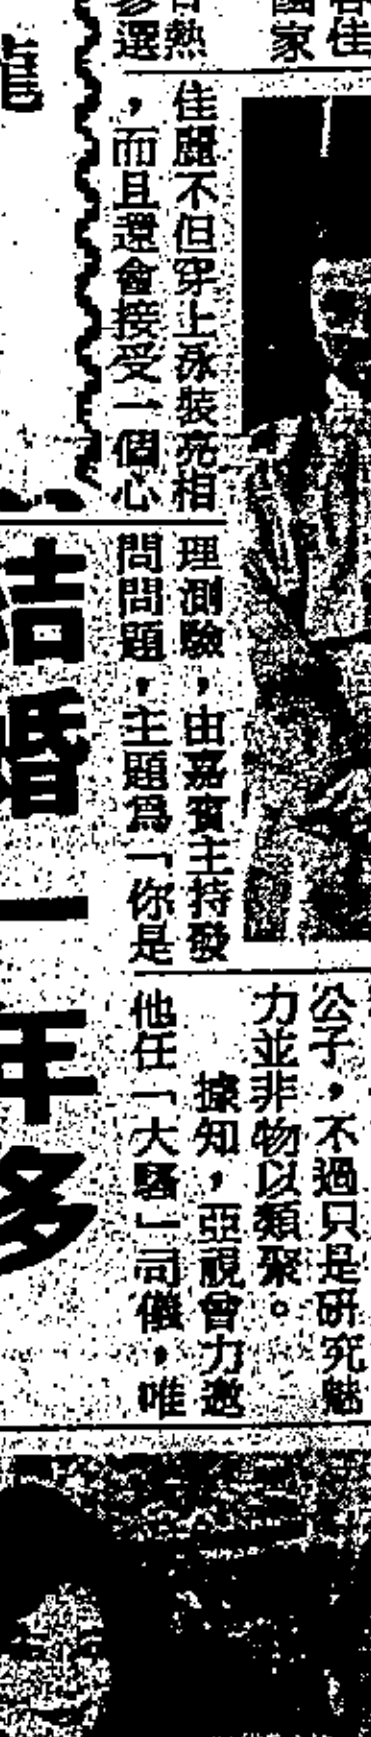 國家
熱
選
佳麗不但穿上泳裝亮相
，而且還會接受一個心
理測驗，由嘉賓主持發
問問題，主題為「你是
公子，不過只是研究魅
力並非物以類聚。
據知，亞視曾力邀
他任「大騷」司儀，唯
結婚一年多